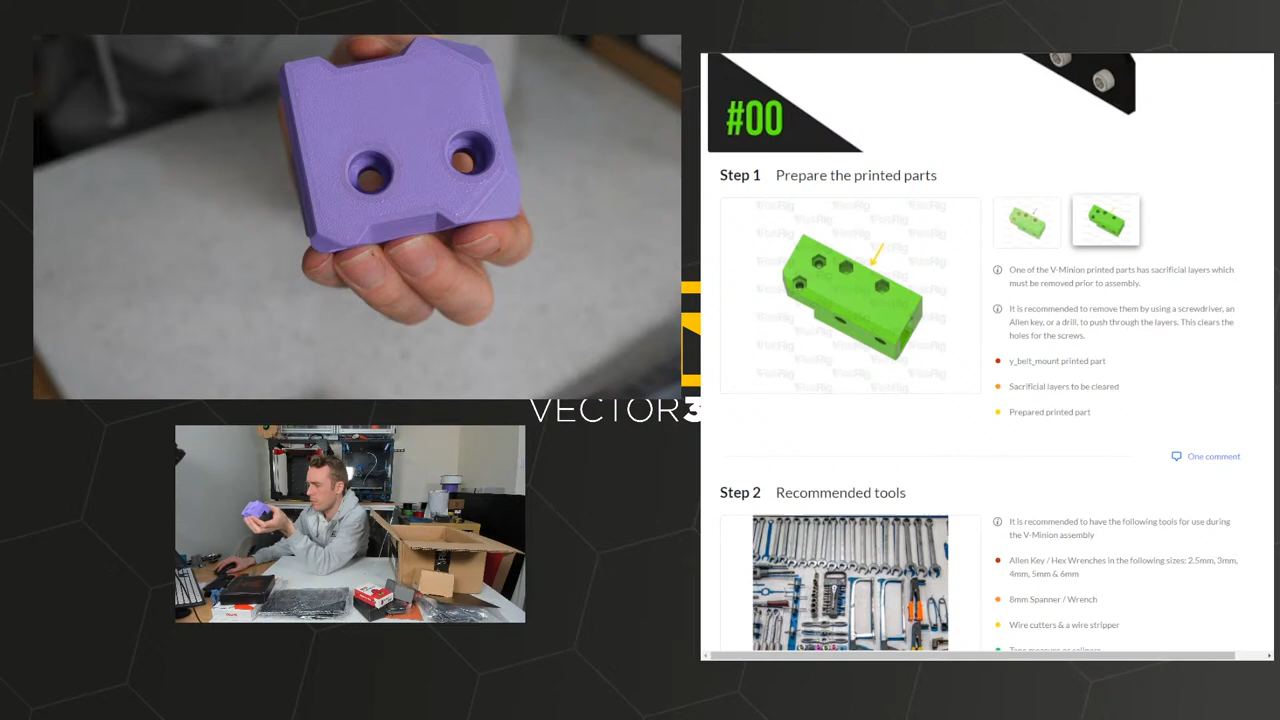 #00
Step 1 Prepare the printed parts
One of the V-Minion printed parts has sacrificial layers which
must be removed prior to assembly.
It is recommended to remove them by using a screwdriver, an
Allen key, or a drill, to push through the layers. This clears the
holes for the screws.
y_belt_mount printed part
Sacrificial layers to be cleared
Prepared printed part
One comment
VECTOR3
Step 2 Recommended tools
It is recommended to have the following tools for use during
the V-Minion assembly
Allen Key / Hex Wrenches in the following sizes: 2.5mm, 3mm,
4mm, 5mm & 6mm
8mm Spanner / Wrench
Wire cutters & a wire stripper